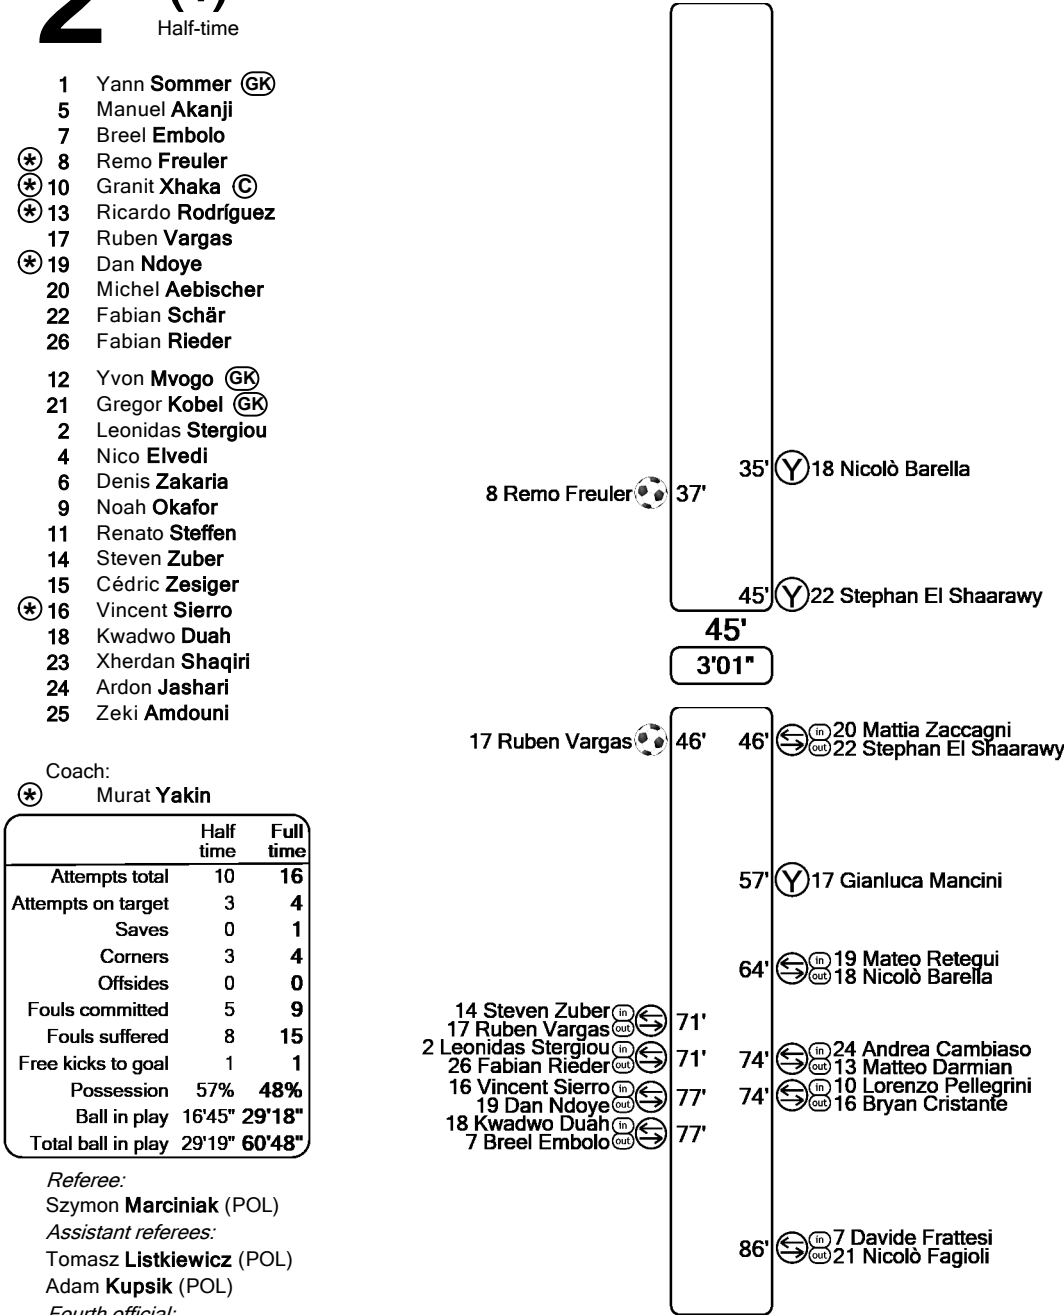 2
(1)
Half-time
1 Yann Sommer GK
5 Manuel Akanji
7 Breel Embolo
* 8 Remo Freuler
* 10 Granit Xhaka C
* 13 Ricardo Rodríguez
17 Ruben Vargas
* 19 Dan Ndoye
20 Michel Aebischer
22 Fabian Schär
26 Fabian Rieder
12 Yvon Mvogo GK
21 Gregor Kobel GK
2 Leonidas Stergiou
4 Nico Elvedi
6 Denis Zakaria
9 Noah Okafor
11 Renato Steffen
14 Steven Zuber
15 Cédric Zesiger
* 16 Vincent Sierro
18 Kwadwo Duah
23 Xherdan Shaqiri
24 Ardon Jashari
25 Zeki Amdouni
Coach:
* Murat Yakin
Half time Full time
Attempts total 10 16
Attempts on target 3 4
Saves 0 1
Corners 3 4
Offsides 0 0
Fouls committed 5 9
Fouls suffered 8 15
Free kicks to goal 1 1
Possession 57% 48%
Ball in play 16'45" 29'18"
Total ball in play 29'19" 60'48"
Referee:
Szymon Marciniak (POL)
Assistant referees:
Tomasz Listkiewicz (POL)
Adam Kupsik (POL)
Fourth official:
35' Y 18 Nicolò Barella
8 Remo Freuler 37'
45' Y 22 Stephan El Shaarawy
45'
3'01"
17 Ruben Vargas 46'
46' in 20 Mattia Zaccagni
out 22 Stephan El Shaarawy
57' Y 17 Gianluca Mancini
64' in 19 Mateo Retegui
out 18 Nicolò Barella
14 Steven Zuber in 71'
17 Ruben Vargas out
2 Leonidas Stergiou in 71'
26 Fabian Rieder out
74' in 24 Andrea Cambiaso
out 13 Matteo Darmian
74' in 10 Lorenzo Pellegrini
out 16 Bryan Cristante
16 Vincent Sierro in 77'
19 Dan Ndoye out
18 Kwadwo Duah in 77'
7 Breel Embolo out
86' in 7 Davide Frattesi
out 21 Nicolò Fagioli